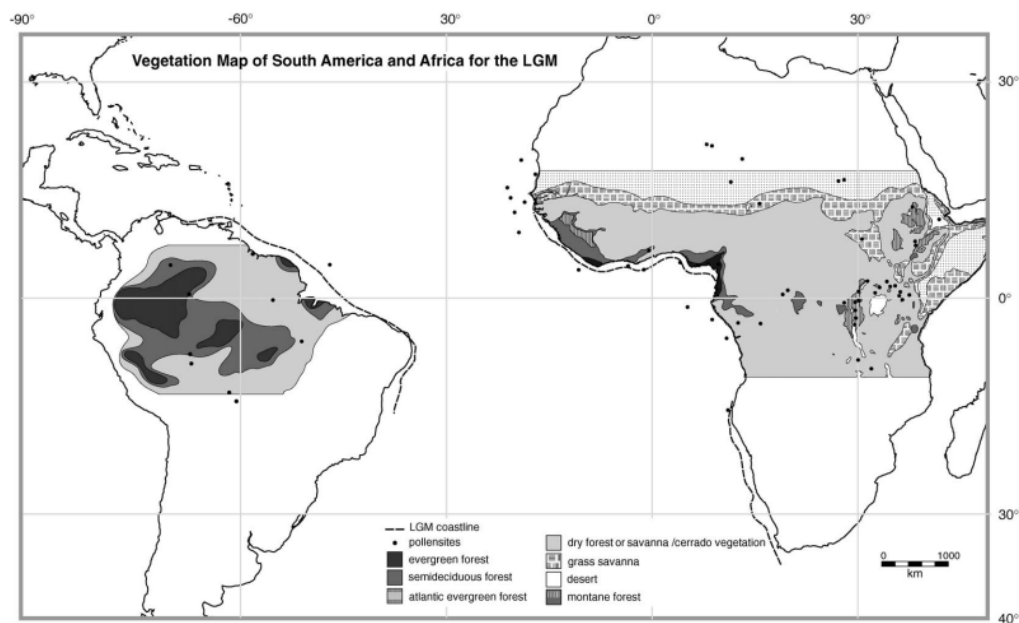 -90° -60° 0° 30°
Vegetation Map of South America and Africa for the LGM
30°
0°
30°
40°
LGM coastline
pollensites
evergreen forest
semideciduous forest
atlantic evergreen forest
dry forest or savanna /cerrado vegetation
grass savanna
desert
montane forest
0 1000
km